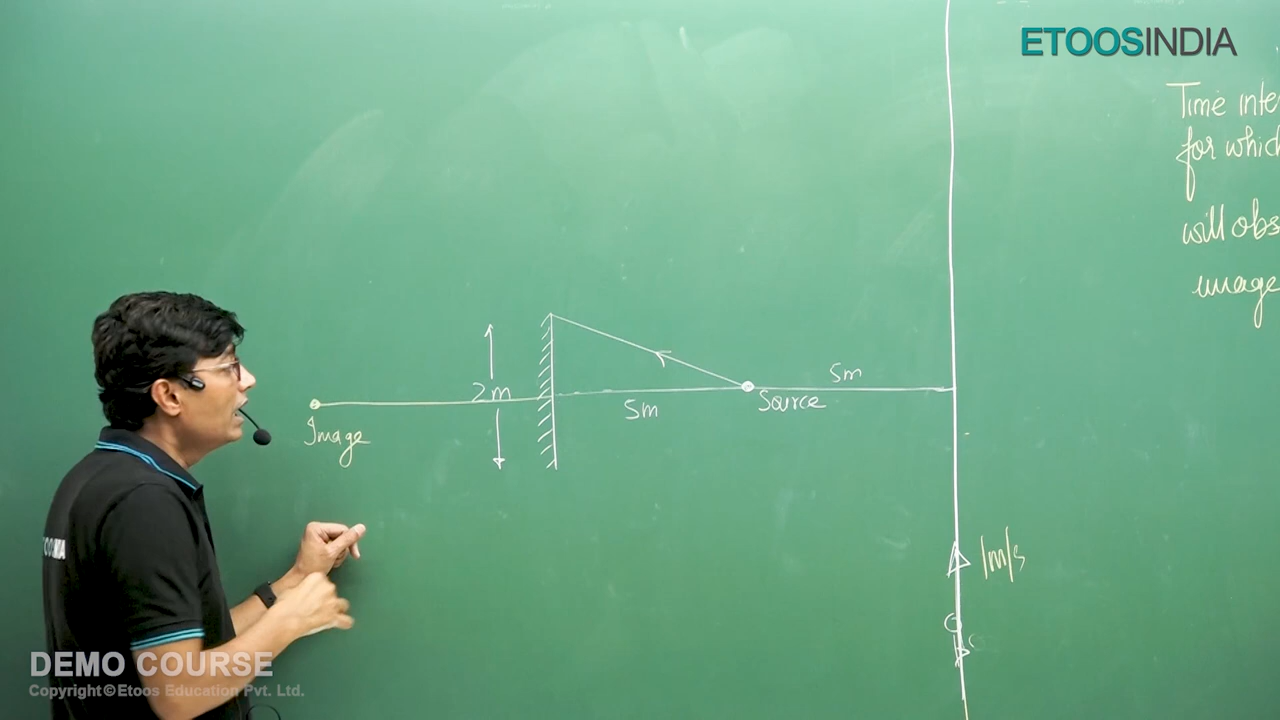 ETOOSINDIA
Time inte
for which
will obs
image
2m
5m
5m
Source
Image
1m/s
ETOOSINDIA
DEMO COURSE
Copyright©Etoos Education Pvt. Ltd.